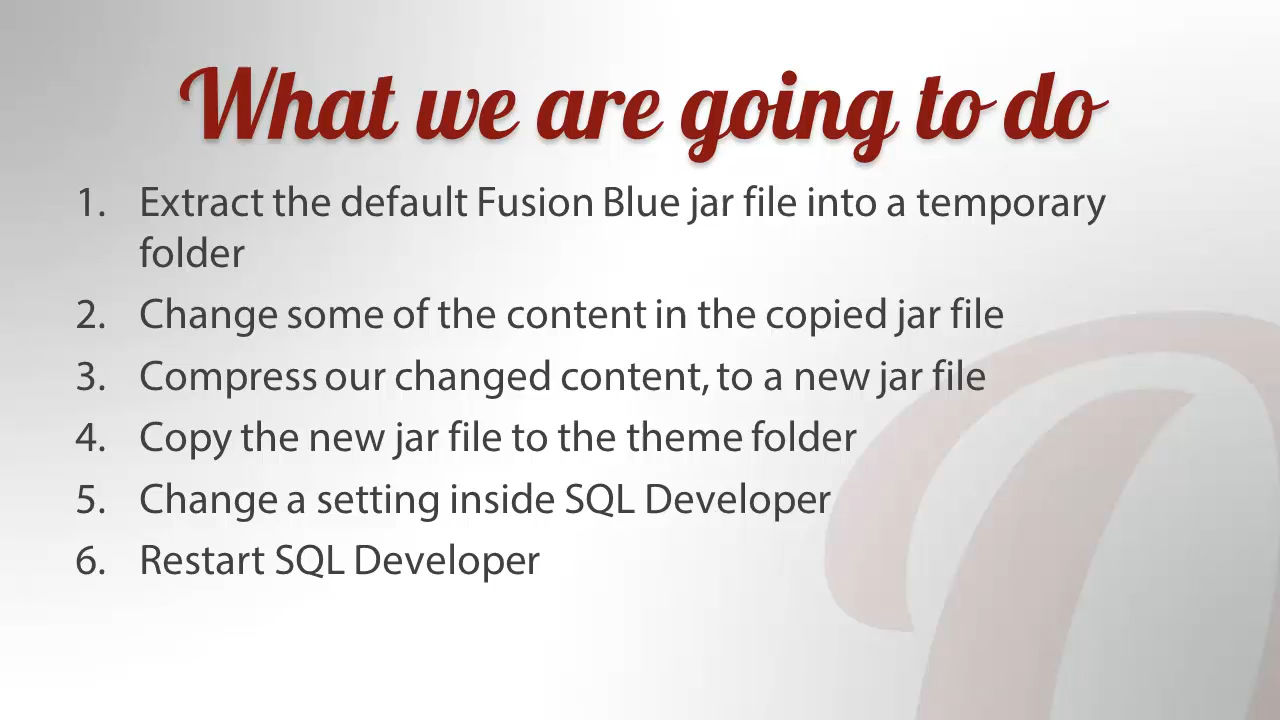 What we are going to do
1. Extract the default Fusion Blue jar file into a temporary
folder
2. Change some of the content in the copied jar file
3. Compress our changed content, to a new jar file
4. Copy the new jar file to the theme folder
5. Change a setting inside SQL Developer
6. Restart SQL Developer